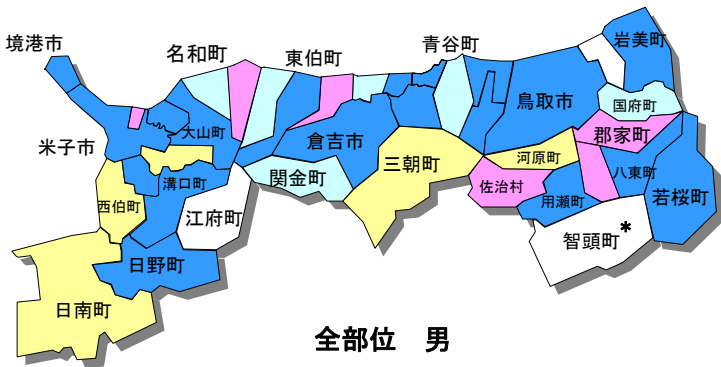 境港市
名和町
東伯町
青谷町
岩美町
国府町
鳥取市
大山町
米子市
倉吉市
郡家町
三朝町
河原町
八東町
関金町
溝口町
佐治村
用瀬町
若桜町
西伯町
江府町
智頭町*
日野町
日南町
全部位 男